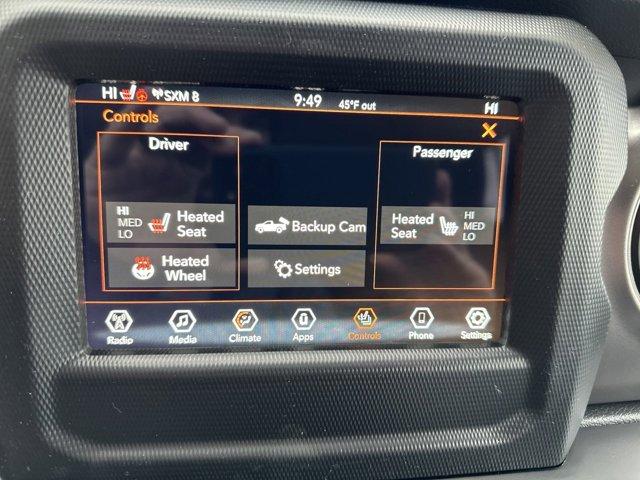 HI SXM 8 9:49 45°F out HI
Controls
Driver
HI
MED
LO
Heated
Seat
Heated
Wheel
Backup Cam
Settings
Passenger
Heated
Seat
HI
MED
LO
Radio Media Climate Apps Controls Phone Settings